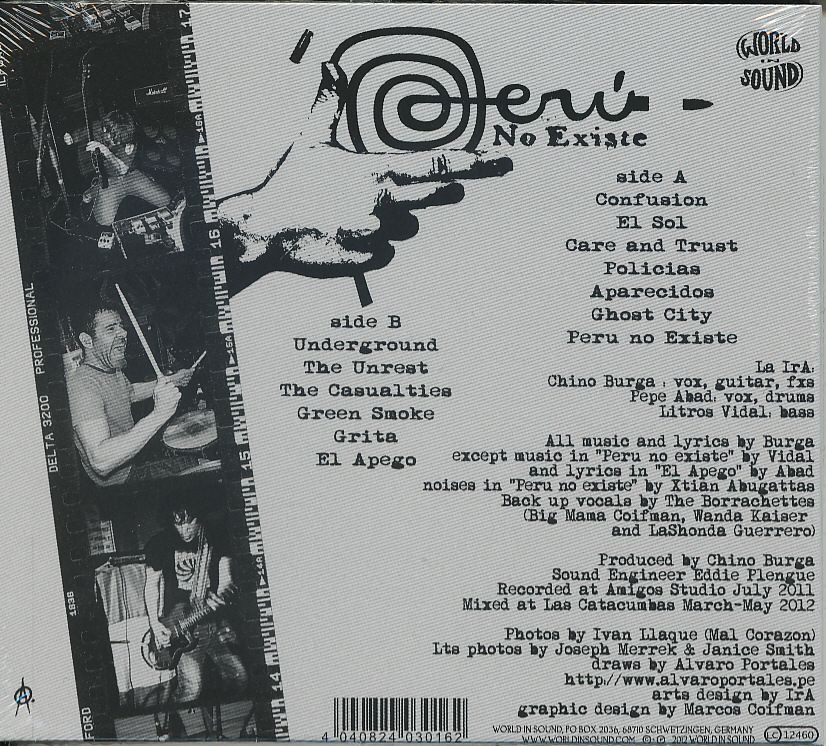 Perú
No Existe
WORLD
IN
SOUND
side A
Confusion
El Sol
Care and Trust
Policias
Aparecidos
Ghost City
Peru no Existe
side B
Underground
The Unrest
The Casualties
Green Smoke
Grita
El Apego
La IrA:
Chino Burga : vox, guitar, fxs
Pepe Abad: vox, drums
Litros Vidal: bass
All music and lyrics by Burga
except music in "Peru no existe" by Vidal
and lyrics in "El Apego" by Abad
noises in "Peru no existe" by Xtian Abugattas
Back up vocals by The Borrachettes
(Big Mama Coifman, Wanda Kaiser
and LaShonda Guerrero)
Produced by Chino Burga
Sound Engineer Eddie Plengue
Recorded at Amigos Studio July 2011
Mixed at Las Catacumbas March-May 2012
Photos by Ivan Llaque (Mal Corazon)
Lts photos by Joseph Merrek & Janice Smith
draws by Alvaro Portales
http://www.alvaroportales.pe
arts design by IrA
graphic design by Marcos Coifman
WORLD IN SOUND, PO BOX 2036, 68710 SCHWETZINGEN, GERMANY
WWW.WORLDINSOUND.COM © ℗ 2012 WORLD IN SOUND
LC 12460
4 040824 030162
Marshall
DELTA 3200 PROFESSIONAL
17
16A
16
15A
15
14A
14
1636
FORD